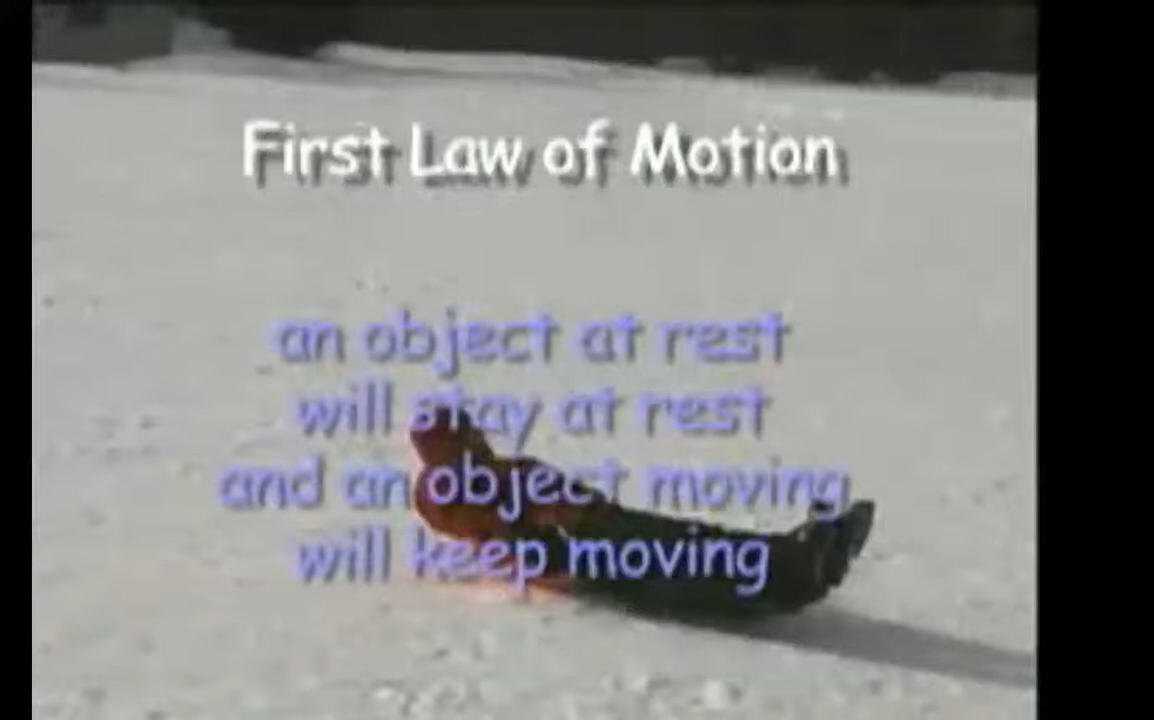 First Law of Motion
an object at rest
will stay at rest
and an object moving
will keep moving